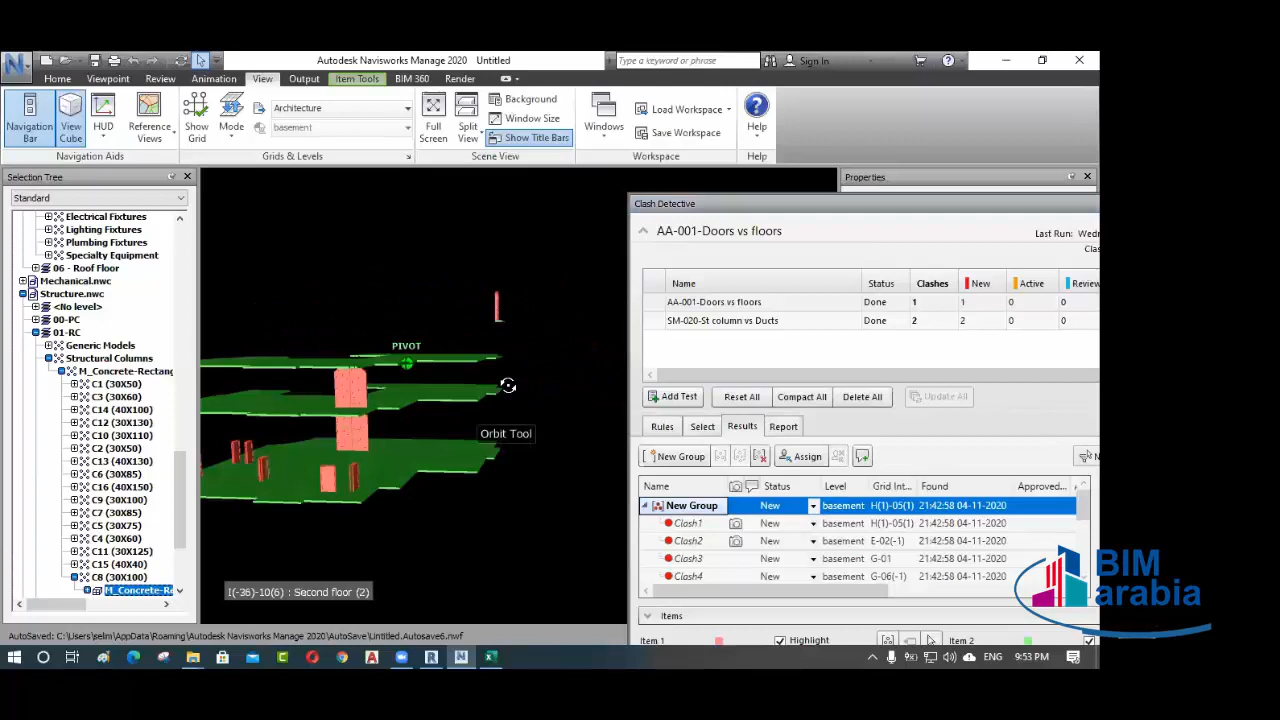 Autodesk Navisworks Manage 2020 Untitled
Type a keyword or phrase
Sign In
Home Viewpoint Review Animation View Output Item Tools BIM 360 Render
Navigation Bar
View Cube
HUD
Reference Views
Navigation Aids
Show Grid
Mode
Architecture
basement
Grids & Levels
Full Screen
Split View
Background
Window Size
Show Title Bars
Scene View
Windows
Load Workspace
Save Workspace
Workspace
Help
Help
Selection Tree
Standard
Electrical Fixtures
Lighting Fixtures
Plumbing Fixtures
Specialty Equipment
06 - Roof Floor
Mechanical.nwc
Structure.nwc
<No level>
00-PC
01-RC
Generic Models
Structural Columns
M_Concrete-Rectang
C1 (30X50)
C3 (30X60)
C14 (40X100)
C12 (30X110)
C10 (30X110)
C2 (30X50)
C13 (40X130)
C6 (30X85)
C16 (40X150)
C9 (30X100)
C7 (30X85)
C5 (30X75)
C4 (30X60)
C11 (30X125)
C15 (40X40)
C8 (30X100)
M_Concrete-Re
PIVOT
Orbit Tool
!(-36)-10(6) : Second floor (2)
Properties
Clash Detective
AA-001-Doors vs floors
Last Run: Wedn
Clas
Name Status Clashes New Active Review
AA-001-Doors vs floors Done 1 1 0 0
SM-020-St column vs Ducts Done 2 2 0 0
Add Test Reset All Compact All Delete All Update All
Rules Select Results Report
New Group Assign N
Name Status Level Grid Int... Found Approved...
New Group New basement H(1)-05(1) 21:42:58 04-11-2020
Clash1 New basement H(1)-05(1) 21:42:58 04-11-2020
Clash2 New basement E-02(-1) 21:42:58 04-11-2020
Clash3 New basement G-01 21:42:58 04-11-2020
Clash4 New basement G-06(-1) 21:42:58 04-11-2020
Items
Item 1 Highlight Item 2
AutoSaved: C:\Users\selm\AppData\Roaming\Autodesk Navisworks Manage 2020\AutoSave\Untitled.Autosave6.nwf
ENG 9:53 PM
BIM
arabia